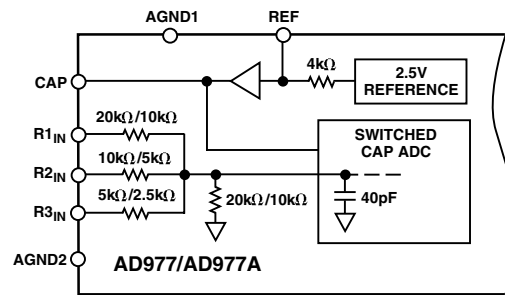 AGND1
REF
CAP
4kΩ
2.5V
REFERENCE
R1IN
20kΩ/10kΩ
SWITCHED
CAP ADC
R2IN
10kΩ/5kΩ
R3IN
5kΩ/2.5kΩ
20kΩ/10kΩ
40pF
AGND2
AD977/AD977A